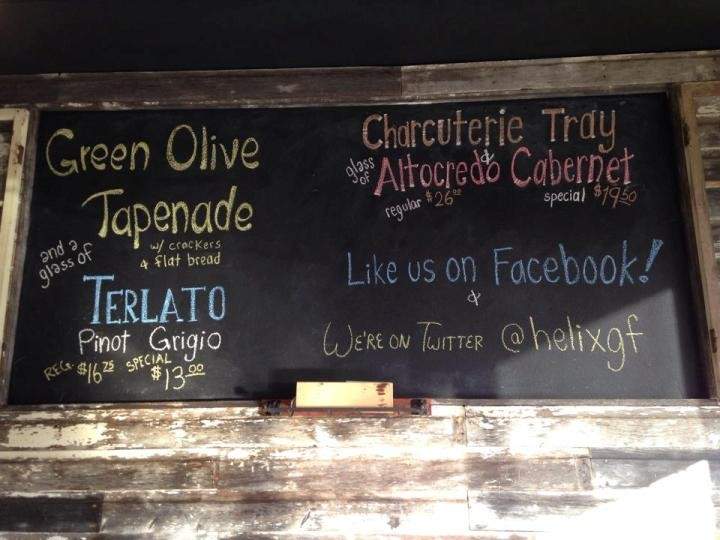 Green Olive
Tapenade
w/ crackers
& flat bread
and a
glass of
TERLATO
Pinot Grigio
REG. $16.75 SPECIAL $13.00
Charcuterie Tray
&
glass
of
Altocredo Cabernet
regular $26.00 special $19.50
Like us on Facebook!
&
WE'RE ON TWITTER @helixgf